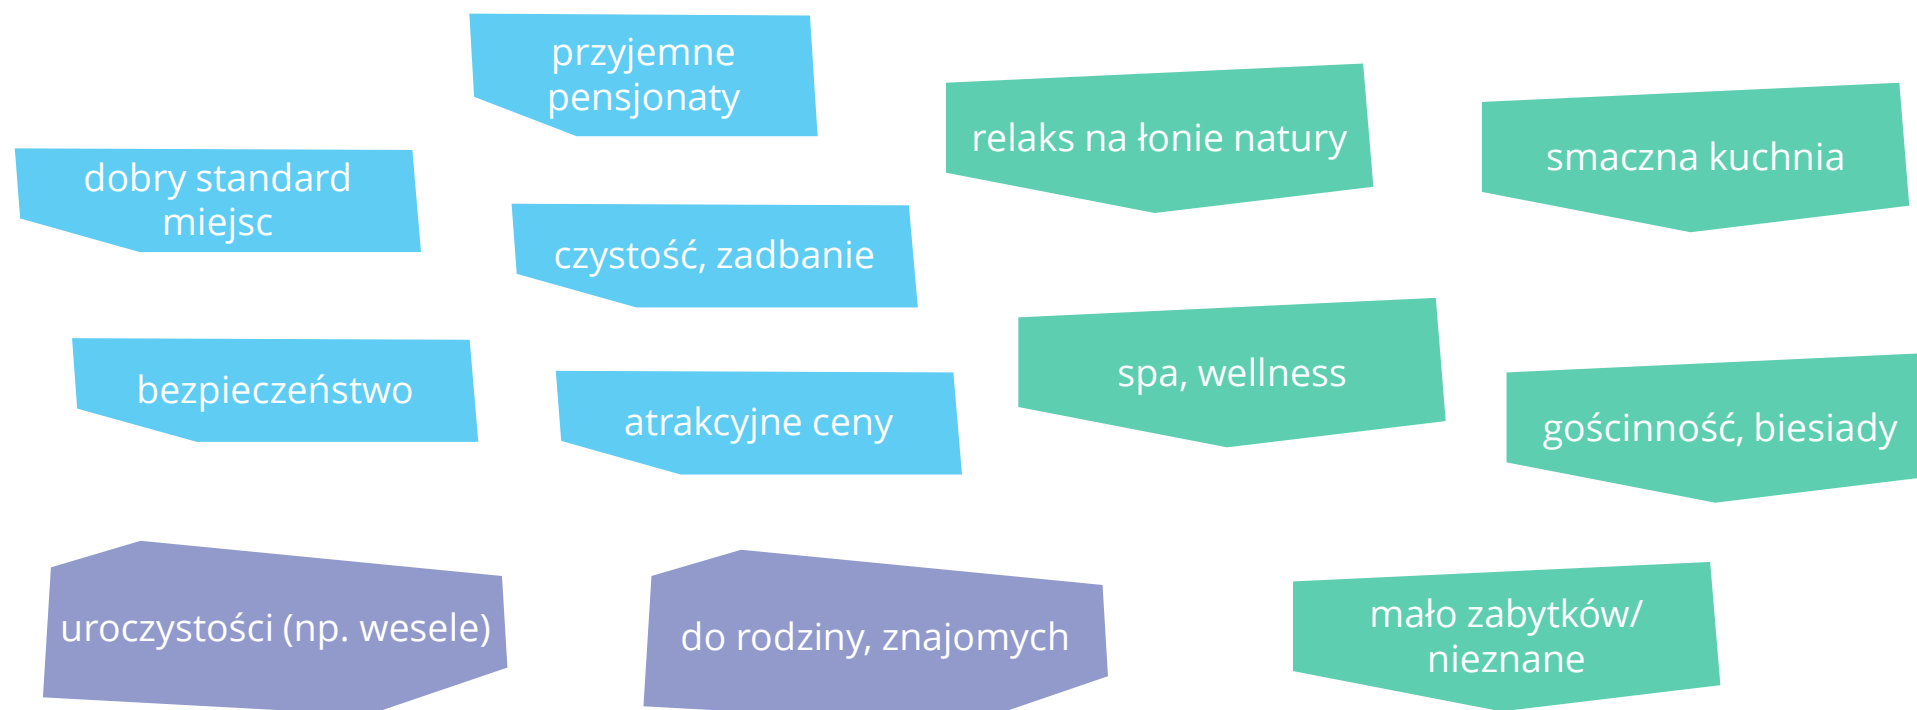 przyjemne
pensjonaty
relaks na łonie natury
smaczna kuchnia
dobry standard
miejsc
czystość, zadbanie
spa, wellness
bezpieczeństwo
atrakcyjne ceny
gościnność, biesiady
uroczystości (np. wesele)
do rodziny, znajomych
mało zabytków/
nieznane